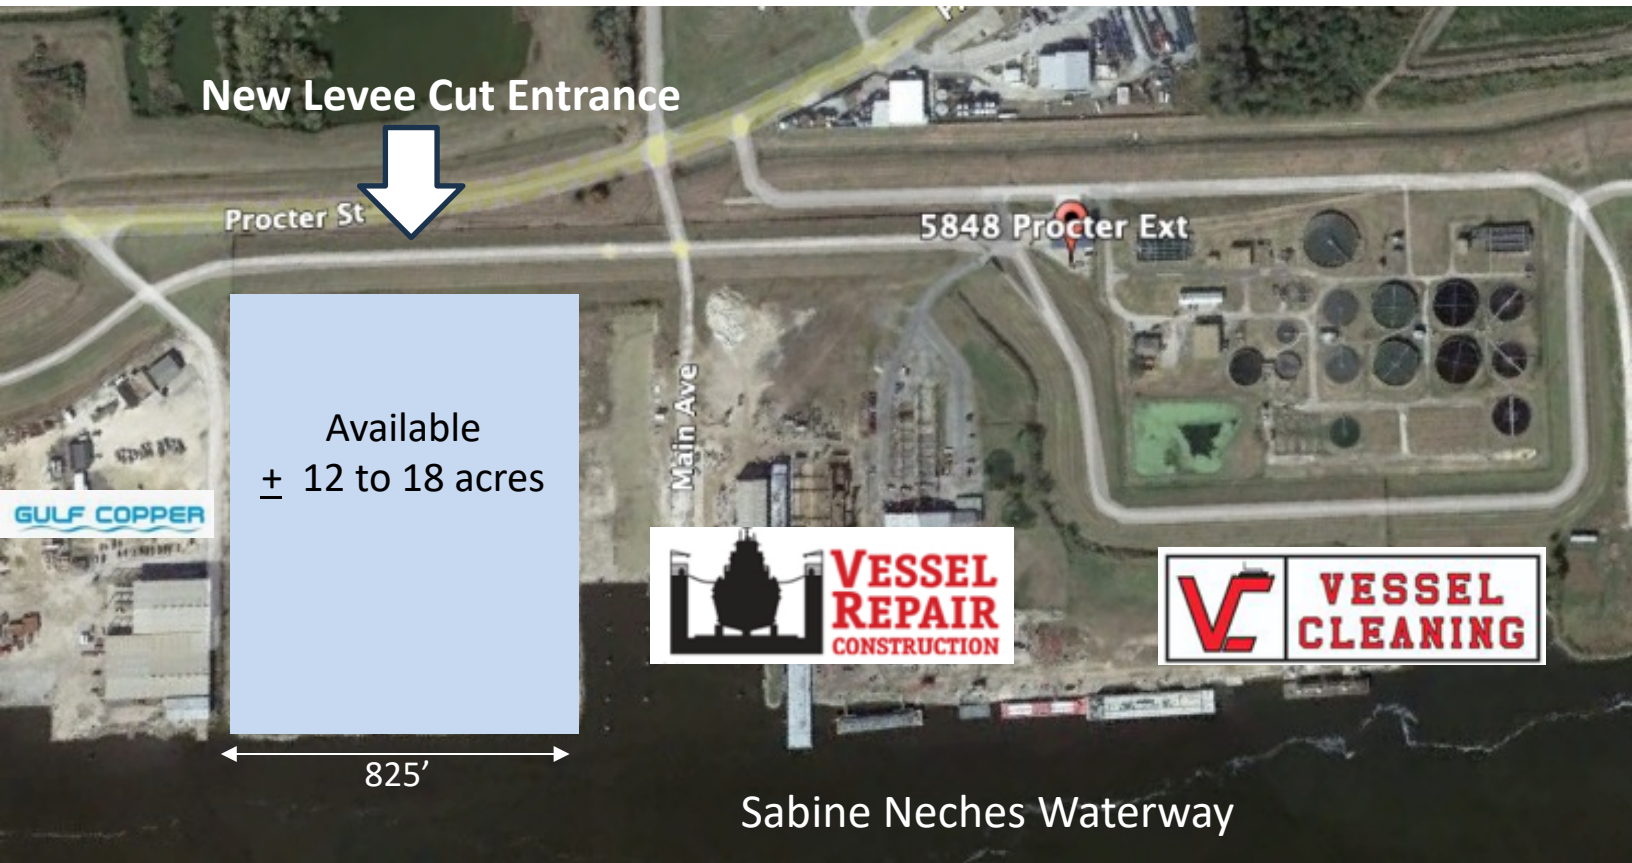 New Levee Cut Entrance
Procter St
5848 Procter Ext
Available
± 12 to 18 acres
Main Ave
GULF COPPER
VESSEL
REPAIR
CONSTRUCTION
VC
VESSEL
CLEANING
825’
Sabine Neches Waterway